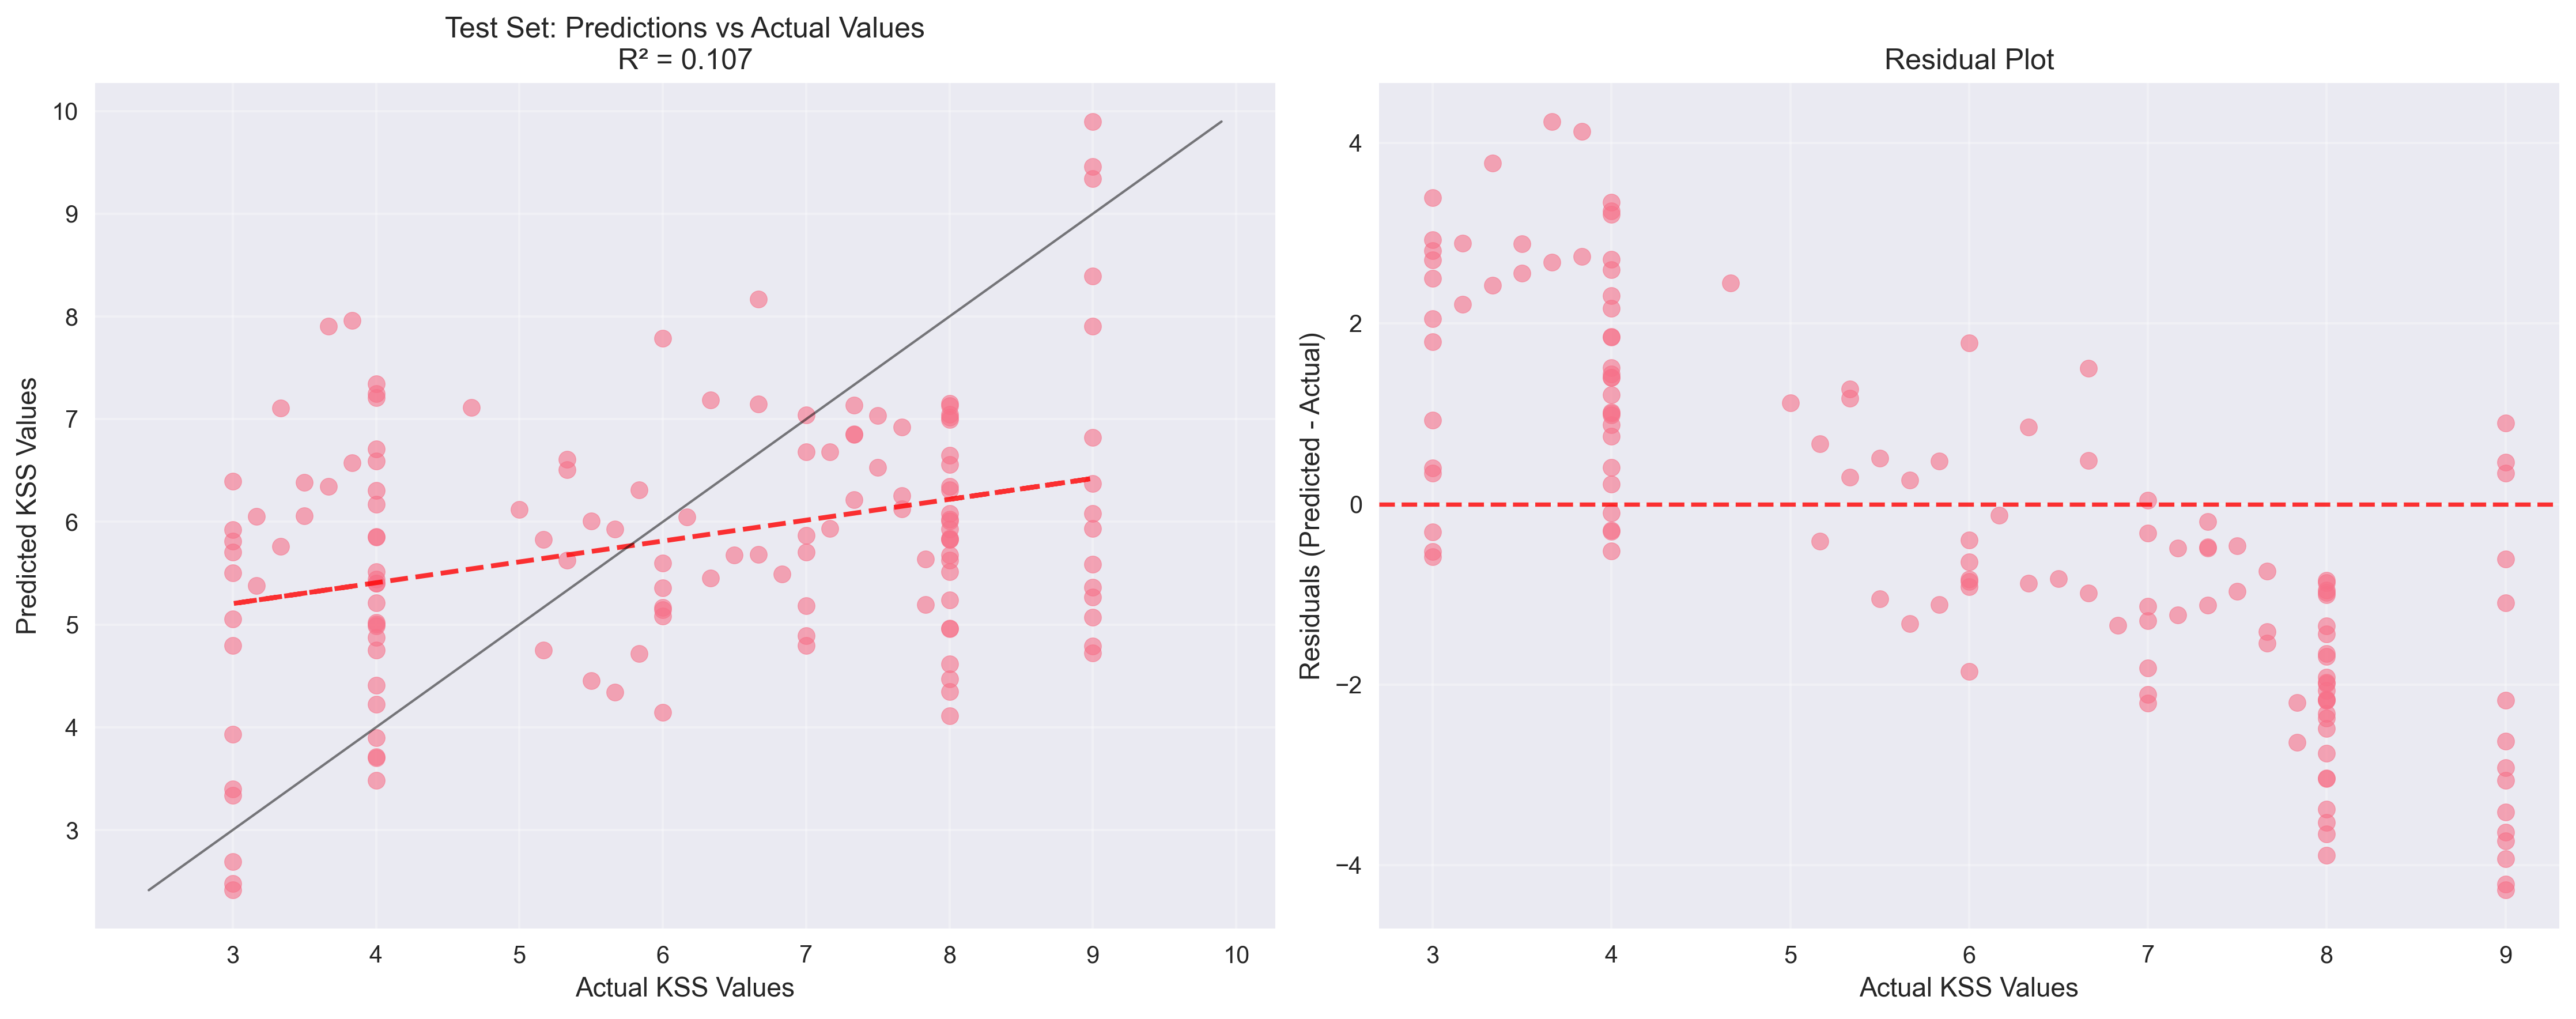 Test Set: Predictions vs Actual Values
R² = 0.107
Predicted KSS Values
10
9
8
7
6
5
4
3
3 4 5 6 7 8 9 10
Actual KSS Values
Residual Plot
Residuals (Predicted - Actual)
4
2
0
−2
−4
3 4 5 6 7 8 9
Actual KSS Values